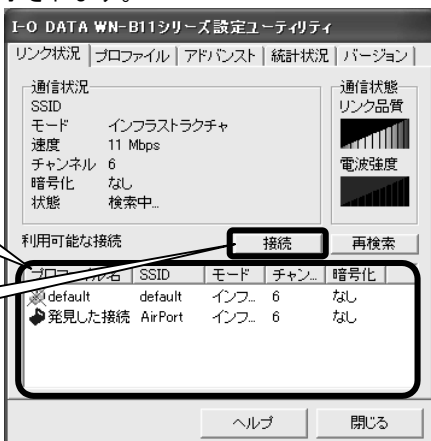 I-O DATA WN-B11シリーズ設定ユーティリティ
リンク状況 プロファイル アドバンスト 統計状況 バージョン
通信状況
SSID
モード インフラストラクチャ
速度 11 Mbps
チャンネル 6
暗号化 なし
状態 検索中...
通信状態
リンク品質
電波強度
利用可能な接続 接続 再検索
プロファイル名 SSID モード チャン... 暗号化
default default インフ... 6 なし
発見した接続 AirPort インフ... 6 なし
ヘルプ 閉じる